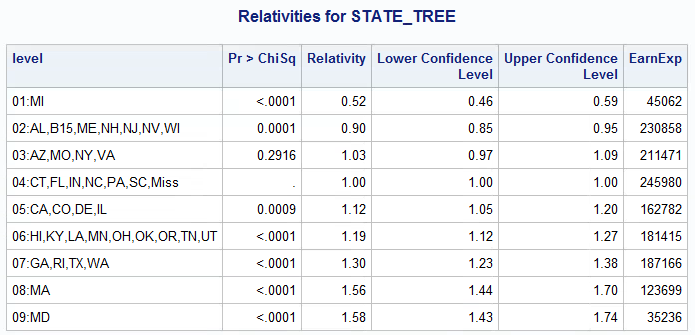 Relativities for STATE_TREE
level Pr > ChiSq Relativity Lower Confidence Level Upper Confidence Level EarnExp
01:MI <.0001 0.52 0.46 0.59 45062
02:AL,B15,ME,NH,NJ,NV,WI 0.0001 0.90 0.85 0.95 230858
03:AZ,MO,NY,VA 0.2916 1.03 0.97 1.09 211471
04:CT,FL,IN,NC,PA,SC,Miss . 1.00 1.00 1.00 245980
05:CA,CO,DE,IL 0.0009 1.12 1.05 1.20 162782
06:HI,KY,LA,MN,OH,OK,OR,TN,UT <.0001 1.19 1.12 1.27 181415
07:GA,RI,TX,WA <.0001 1.30 1.23 1.38 187166
08:MA <.0001 1.56 1.44 1.70 123699
09:MD <.0001 1.58 1.43 1.74 35236